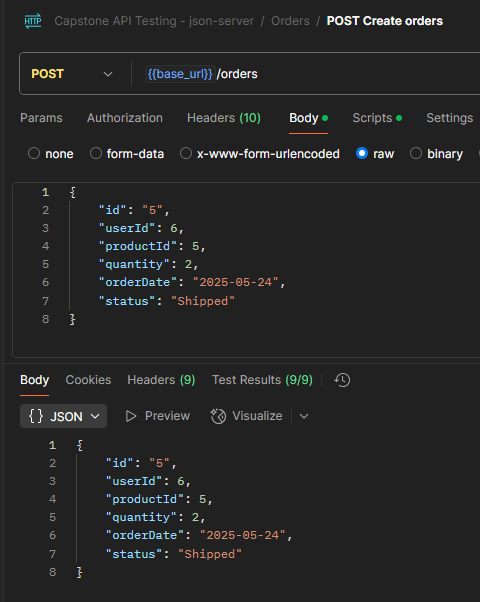 HTTP Capstone API Testing - json-server / Orders / POST Create orders
POST {{base_url}} /orders
Params Authorization Headers (10) Body Scripts Settings
none form-data x-www-form-urlencoded raw binary
1 {
2 "id": "5",
3 "userId": 6,
4 "productId": 5,
5 "quantity": 2,
6 "orderDate": "2025-05-24",
7 "status": "Shipped"
8 }
Body Cookies Headers (9) Test Results (9/9)
{} JSON Preview Visualize
1 {
2 "id": "5",
3 "userId": 6,
4 "productId": 5,
5 "quantity": 2,
6 "orderDate": "2025-05-24",
7 "status": "Shipped"
8 }